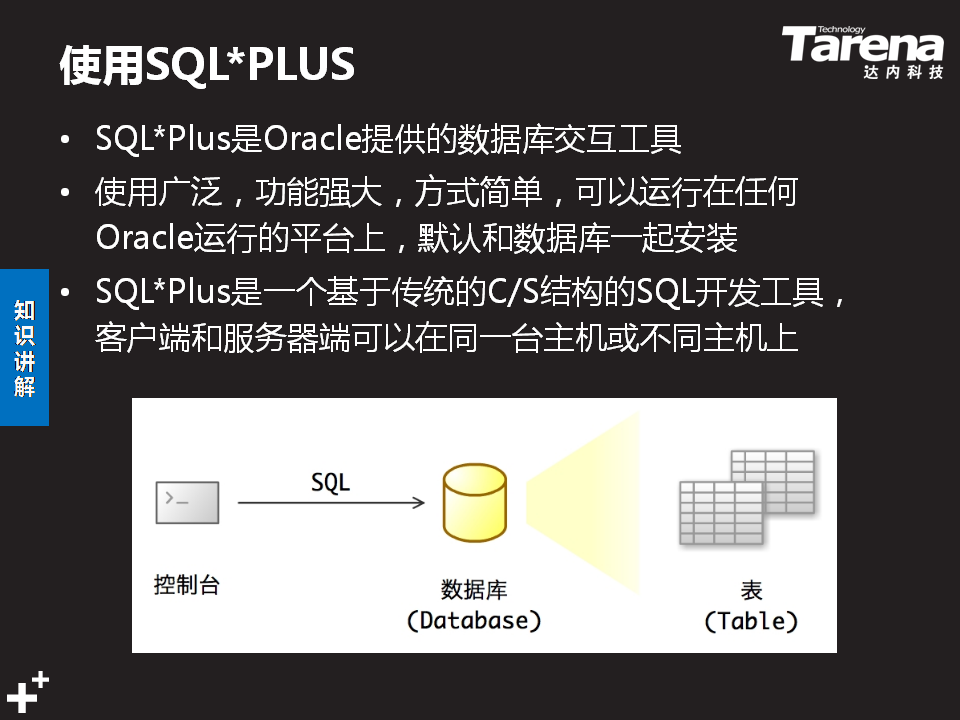 使用SQL*PLUS
Technology
Tarena
达内科技
• SQL*Plus是Oracle提供的数据库交互工具
• 使用广泛，功能强大，方式简单，可以运行在任何
Oracle运行的平台上，默认和数据库一起安装
• SQL*Plus是一个基于传统的C/S结构的SQL开发工具，
客户端和服务器端可以在同一台主机或不同主机上
知
识
讲
解
SQL
>_
控制台
数据库
(Database)
表
(Table)